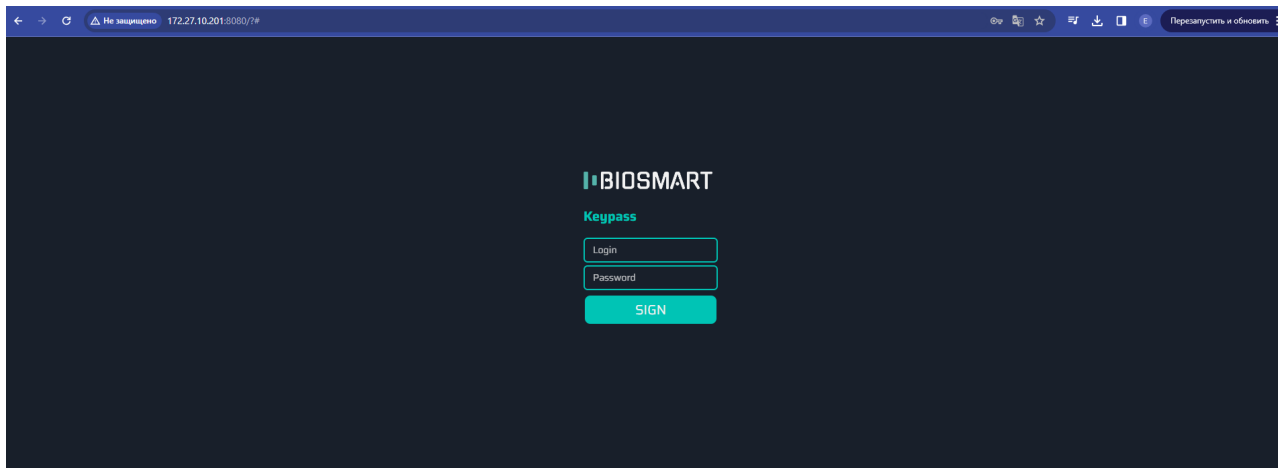 Не защищено 172.27.10.201:8080/?# E Перезапустить и обновить
BIOSMART
Keypass
Login
Password
SIGN